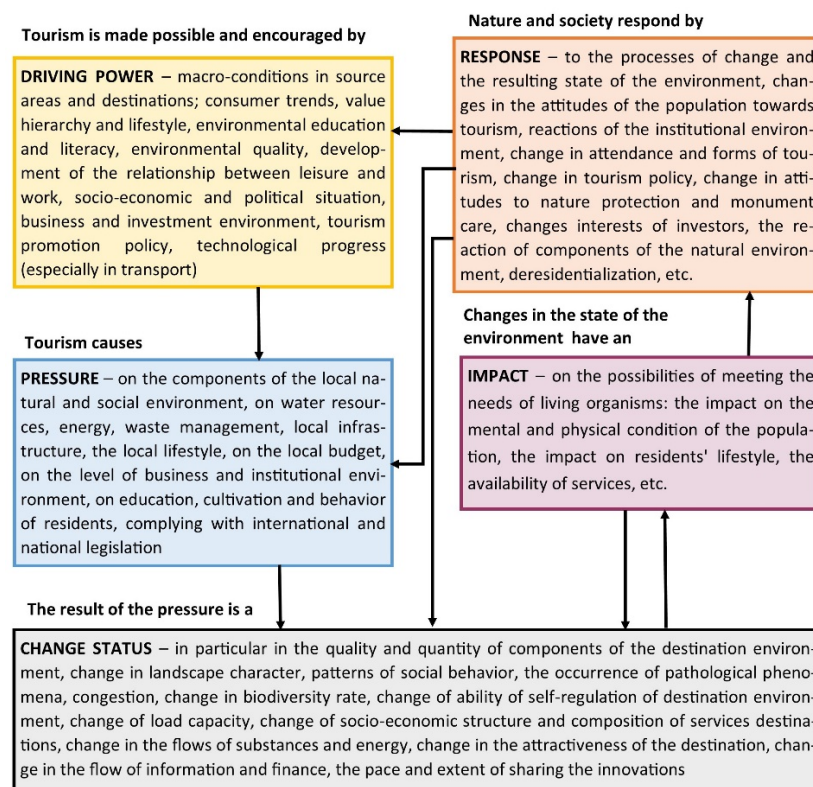 Tourism is made possible and encouraged by
DRIVING POWER – macro-conditions in source
areas and destinations; consumer trends, value
hierarchy and lifestyle, environmental education
and literacy, environmental quality, develop-
ment of the relationship between leisure and
work, socio-economic and political situation,
business and investment environment, tourism
promotion policy, technological progress
(especially in transport)
Nature and society respond by
RESPONSE – to the processes of change and
the resulting state of the environment, chan-
ges in the attitudes of the population towards
tourism, reactions of the institutional environ-
ment, change in attendance and forms of tou-
rism, change in tourism policy, change in atti-
tudes to nature protection and monument
care, changes interests of investors, the re-
action of components of the natural environ-
ment, deresidentialization, etc.
Tourism causes
PRESSURE – on the components of the local na-
tural and social environment, on water resour-
ces, energy, waste management, local infras-
tructure, the local lifestyle, on the local budget,
on the level of business and institutional envi-
ronment, on education, cultivation and behavior
of residents, complying with international and
national legislation
Changes in the state of the
environment have an
IMPACT – on the possibilities of meeting the
needs of living organisms: the impact on the
mental and physical condition of the popula-
tion, the impact on residents' lifestyle, the
availability of services, etc.
The result of the pressure is a
CHANGE STATUS – in particular in the quality and quantity of components of the destination environ-
ment, change in landscape character, patterns of social behavior, the occurrence of pathological pheno-
mena, congestion, change in biodiversity rate, change of ability of self-regulation of destination environ-
ment, change of load capacity, change of socio-economic structure and composition of services destina-
tions, change in the flows of substances and energy, change in the attractiveness of the destination, chan-
ge in the flow of information and finance, the pace and extent of sharing the innovations